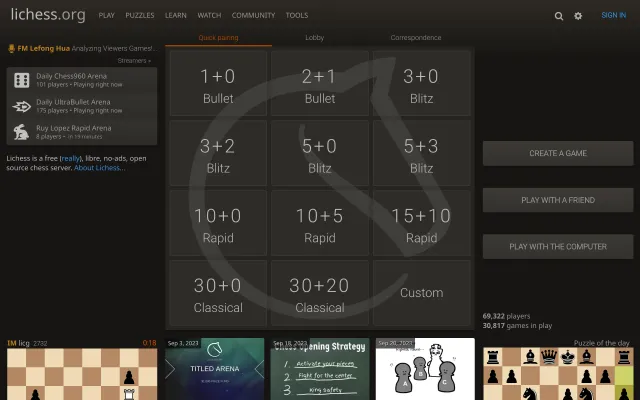 lichess.org PLAY PUZZLES LEARN WATCH COMMUNITY TOOLS SIGN IN
Quick pairing Lobby Correspondence
FM Lefong Hua Analyzing Viewers Games!.
Streamers »
Daily Chess960 Arena
101 players • Playing right now
Daily UltraBullet Arena
175 players • Playing right now
Ruy Lopez Rapid Arena
8 players • in 19 minutes
Lichess is a free (really), libre, no-ads, open
source chess server. About Lichess...
1+0
Bullet
2+1
Bullet
3+0
Blitz
3+2
Blitz
5+0
Blitz
5+3
Blitz
10+0
Rapid
10+5
Rapid
15+10
Rapid
30+0
Classical
30+20
Classical
Custom
CREATE A GAME
PLAY WITH A FRIEND
PLAY WITH THE COMPUTER
69,322 players
30,817 games in play
IM licg 2732 0:18
Sep 3, 2023
TITLED ARENA
Sep 18, 2023
Opening Strategy
1. Activate your pieces
2. Fight for the center
3 King safety
Sep 20, 2023
A
B
C
Puzzle of the day